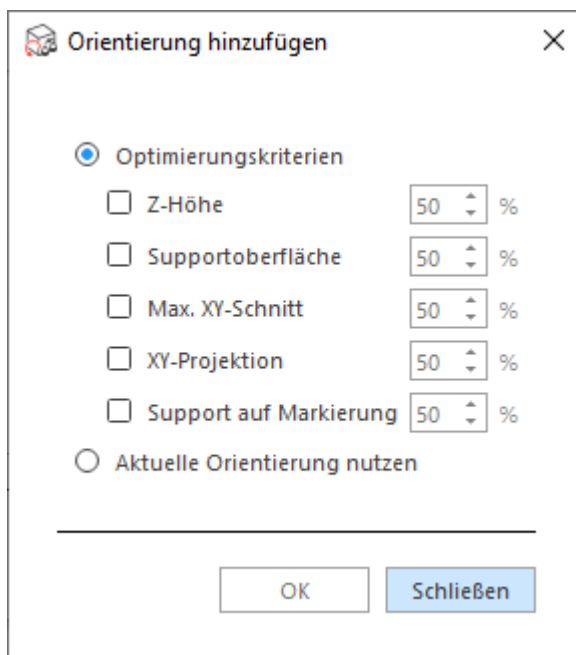 Orientierung hinzufügen
Optimierungskriterien
Z-Höhe 50 %
Supportoberfläche 50 %
Max. XY-Schnitt 50 %
XY-Projektion 50 %
Support auf Markierung 50 %
Aktuelle Orientierung nutzen
OK Schließen